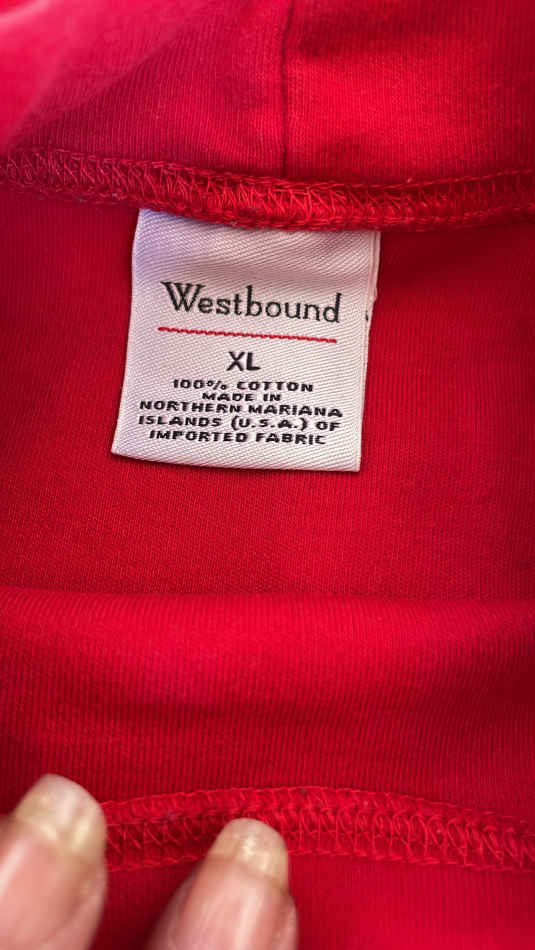 Westbound
XL
100% COTTON
MADE IN
NORTHERN MARIANA
ISLANDS (U.S.A.) OF
IMPORTED FABRIC